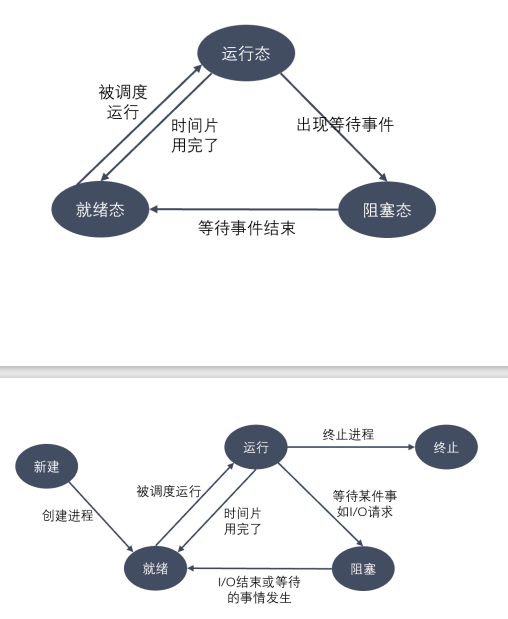 运行态
被调度
运行
时间片
用完了
出现等待事件
就绪态
阻塞态
等待事件结束
终止进程
运行
终止
新建
被调度运行
等待某件事
如I/O请求
创建进程
时间片
用完了
就绪
阻塞
I/O结束或等待
的事情发生